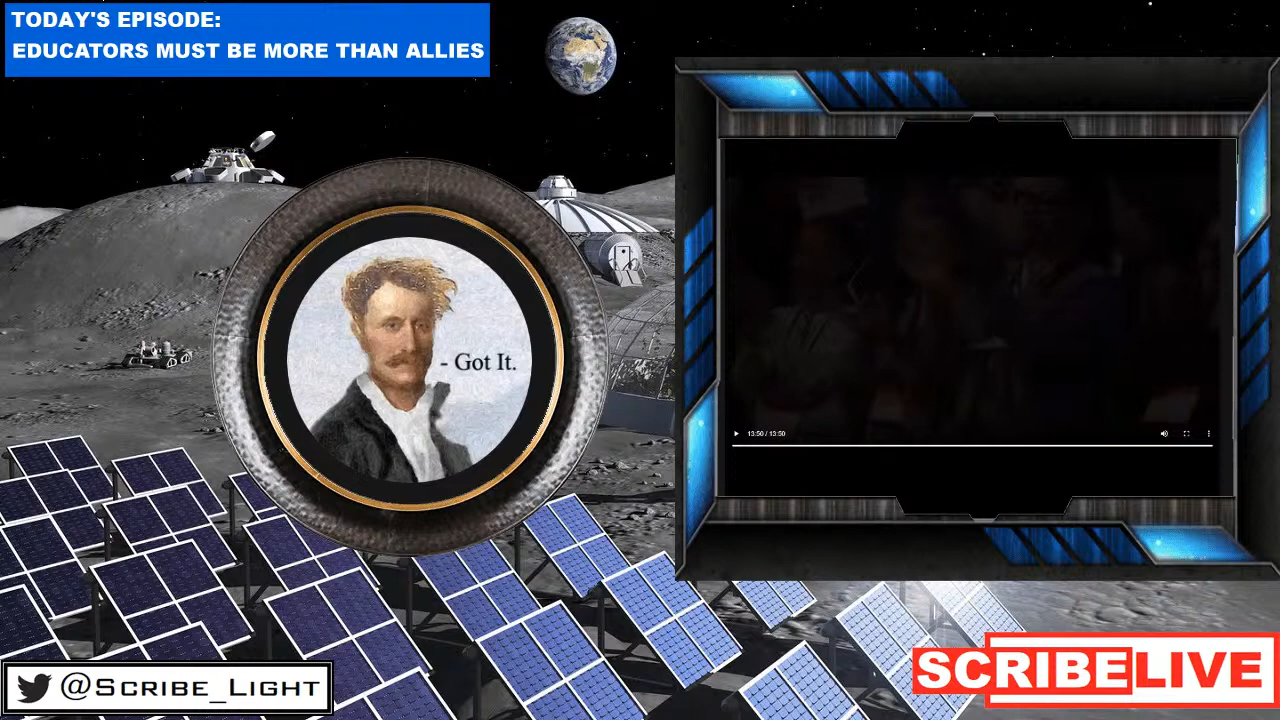 TODAY'S EPISODE:
EDUCATORS MUST BE MORE THAN ALLIES
- Got It.
13:50 / 13:50
@SCRIBE_LIGHT
SCRIBELIVE